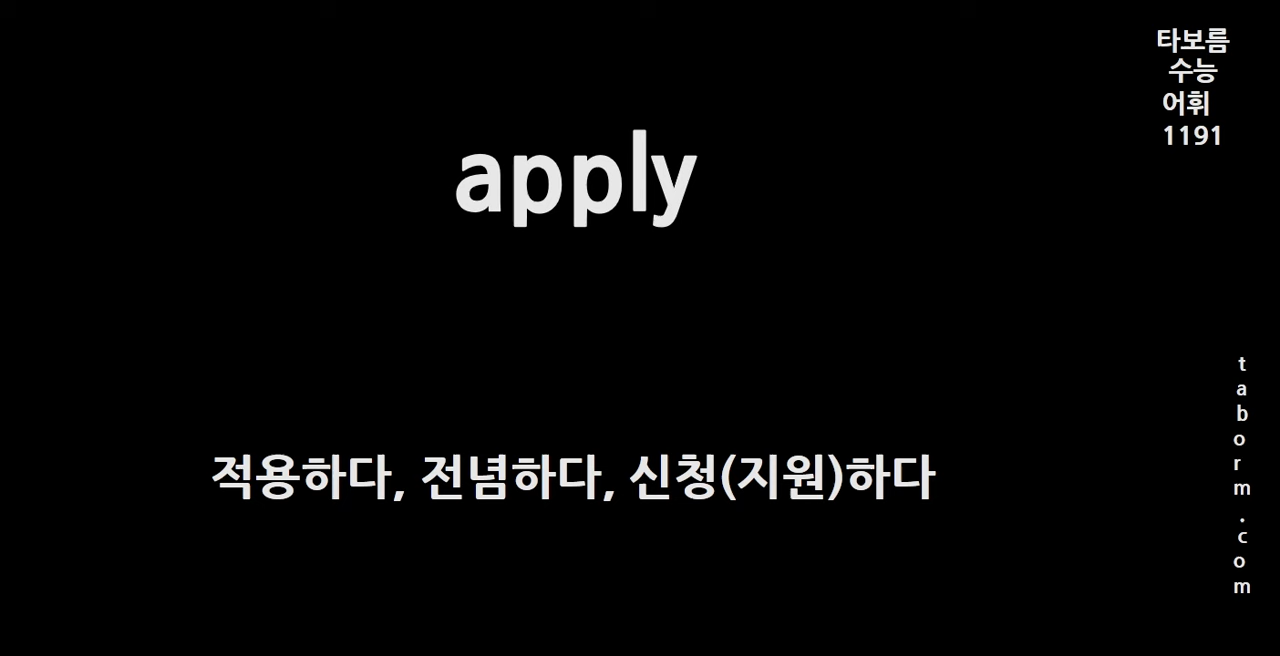 타보름
수능
어휘
1191
apply
적용하다, 전념하다, 신청(지원)하다
taborm.com